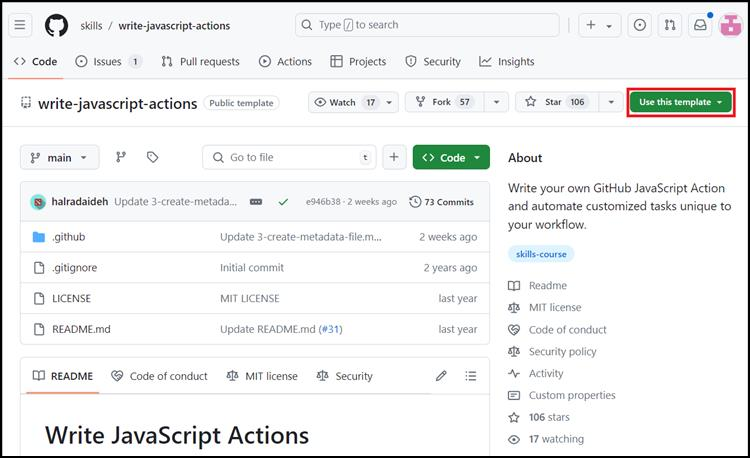 skills / write-javascript-actions
Type / to search
Code
Issues 1
Pull requests
Actions
Projects
Security
Insights
write-javascript-actions Public template
Watch 17
Fork 57
Star 106
Use this template
main
Go to file t
Code
halradaideh Update 3-create-metada... e946b38 · 2 weeks ago 73 Commits
.github Update 3-create-metadata-file.m... 2 weeks ago
.gitignore Initial commit 2 years ago
LICENSE MIT LICENSE last year
README.md Update README.md (#31) last year
README
Code of conduct
MIT license
Security
Write JavaScript Actions
About
Write your own GitHub JavaScript Action
and automate customized tasks unique to
your workflow.
skills-course
Readme
MIT license
Code of conduct
Security policy
Activity
Custom properties
106 stars
17 watching